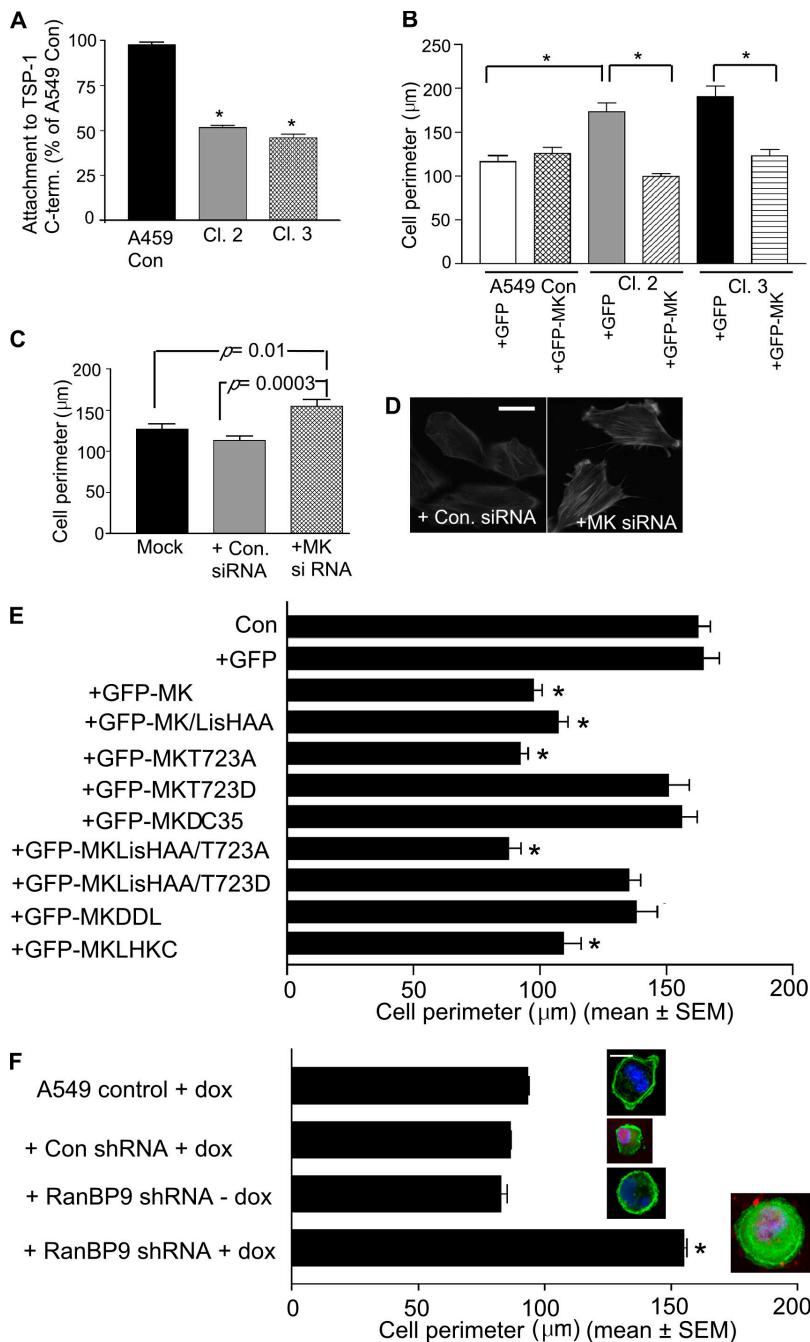 A
Attachment to TSP-1
C-term. (% of A549 Con)
100
75
50
25
0
*
*
A459
Con
Cl. 2
Cl. 3
B
Cell perimeter (μm)
250
200
150
100
50
0
*
*
*
A549 Con
Cl. 2
Cl. 3
+GFP
+GFP-MK
+GFP
+GFP-MK
+GFP
+GFP-MK
C
Cell perimeter (μm)
200
150
100
50
0
p= 0.01
p= 0.0003
Mock
+ Con.
siRNA
+MK
si RNA
D
+ Con. siRNA
+MK siRNA
E
Con
+GFP
+GFP-MK
*
+GFP-MK/LisHAA
*
+GFP-MKT723A
*
+GFP-MKT723D
+GFP-MKDC35
+GFP-MKLisHAA/T723A
*
+GFP-MKLisHAA/T723D
+GFP-MKDDL
+GFP-MKLHKC
*
0
50
100
150
200
Cell perimeter (μm) (mean ± SEM)
F
A549 control + dox
+ Con shRNA + dox
+ RanBP9 shRNA - dox
+ RanBP9 shRNA + dox
*
0
50
100
150
200
Cell perimeter (μm) (mean ± SEM)